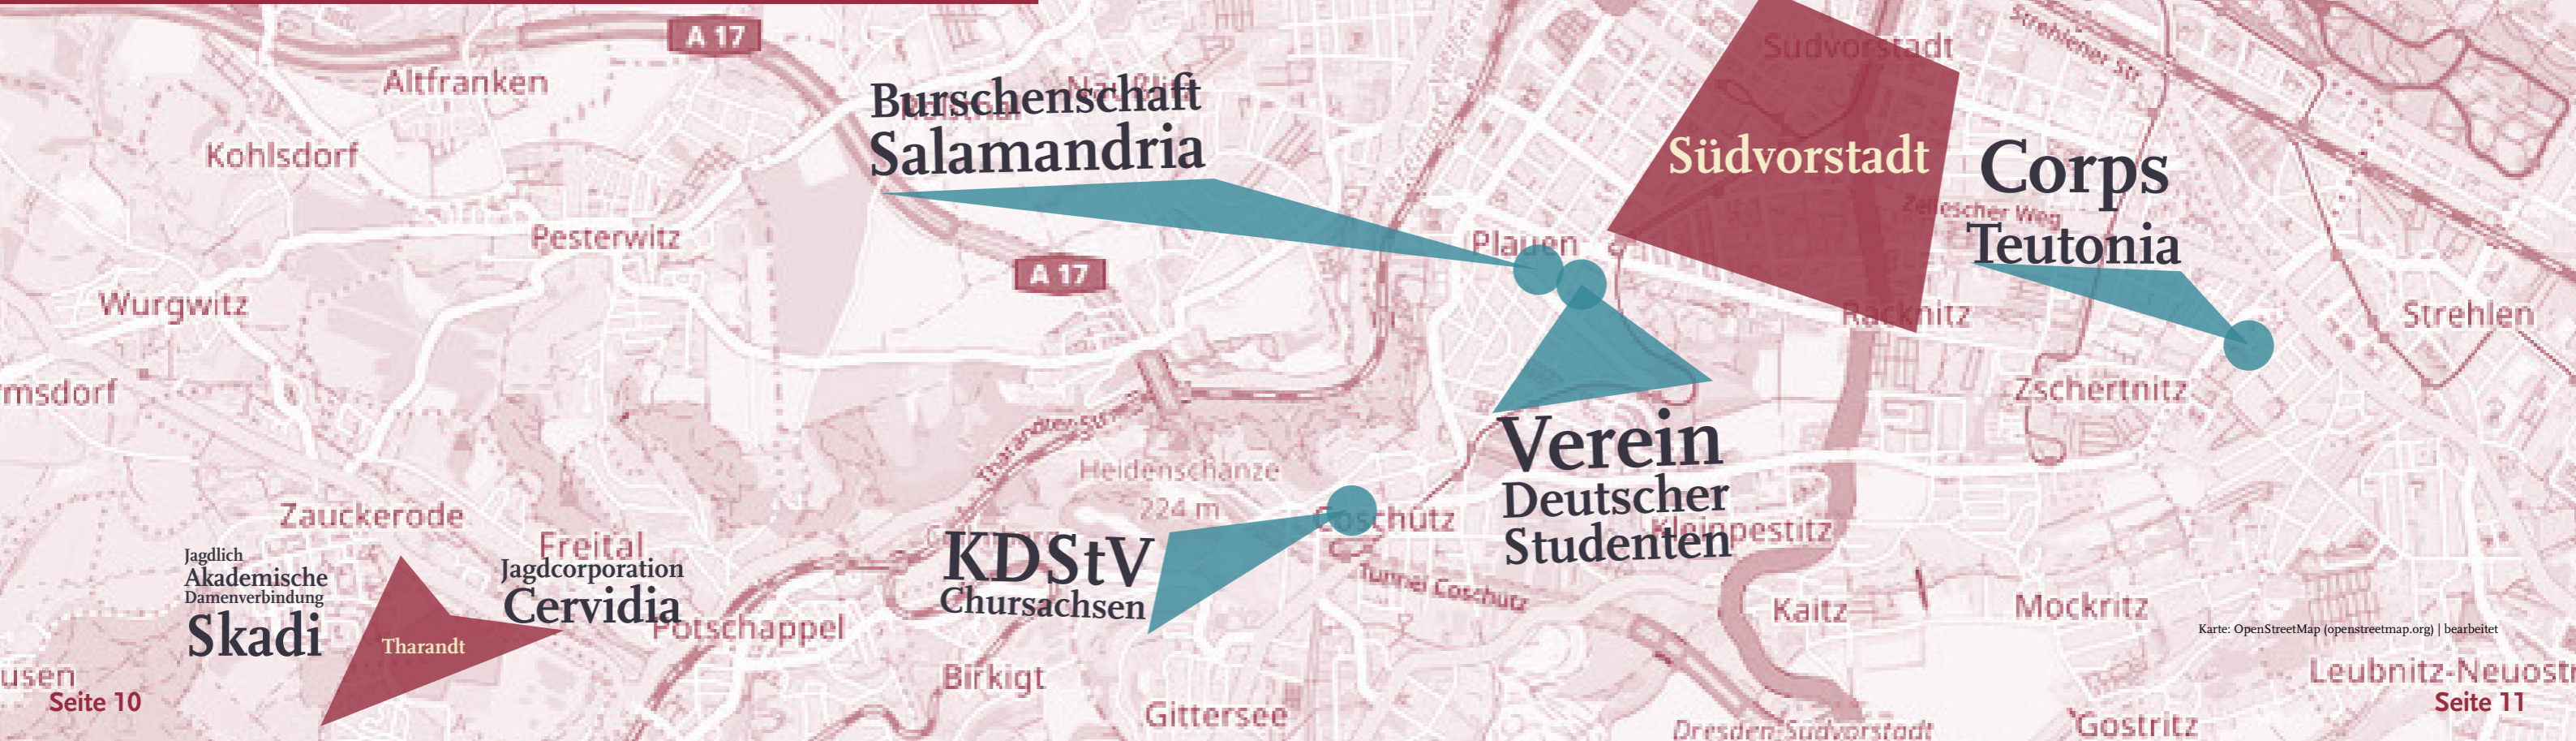 A 17
Altfranken
Kohlsdorf
Pesterwitz
Wurgwitz
msdorf
Burschenschaft
Salamandria
A 17
Plauen
Südvorstadt
Südvorstadt
Strehlener Str
Corps
Teutonia
Zellescher Weg
Räcknitz
Strehlen
Zschertnitz
Tharandter Str
Heidenschanze
224 m
Coschütz
Verein
Deutscher
Studenten
Kleinpestitz
Tunnel Coschütz
KDStV
Chursachsen
Zauckerode
Freital
Jagdlich
Akademische
Damenverbindung
Skadi
Tharandt
Jagdcorporation
Cervidia
Potschappel
Birkigt
Gittersee
Kaitz
Mockritz
Karte: OpenStreetMap (openstreetmap.org) | bearbeitet
usen
Seite 10
Leubnitz-Neuostr
Seite 11
Dresden-Südvorstadt
Gostritz